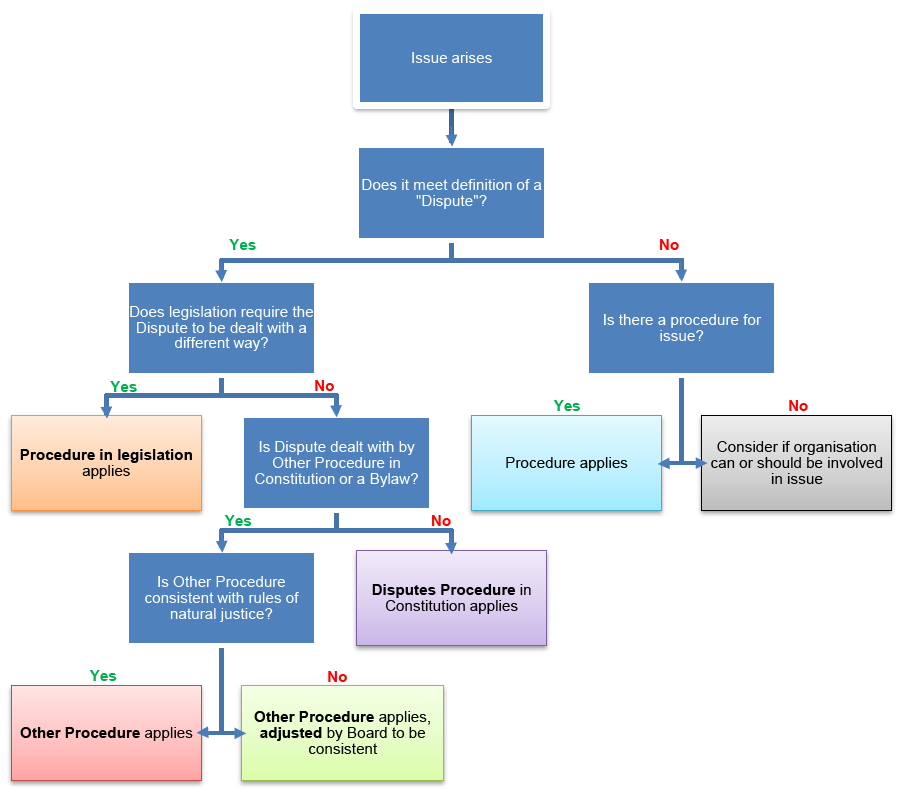 Issue arises
Does it meet definition of a
"Dispute"?
Yes
No
Does legislation require the
Dispute to be dealt with a
different way?
Is there a procedure for
issue?
Yes
No
Yes
No
Procedure in legislation
applies
Is Dispute dealt with by
Other Procedure in
Constitution or a Bylaw?
Procedure applies
Consider if organisation
can or should be involved
in issue
Yes
No
Is Other Procedure
consistent with rules of
natural justice?
Disputes Procedure in
Constitution applies
Yes
No
Other Procedure applies
Other Procedure applies,
adjusted by Board to be
consistent